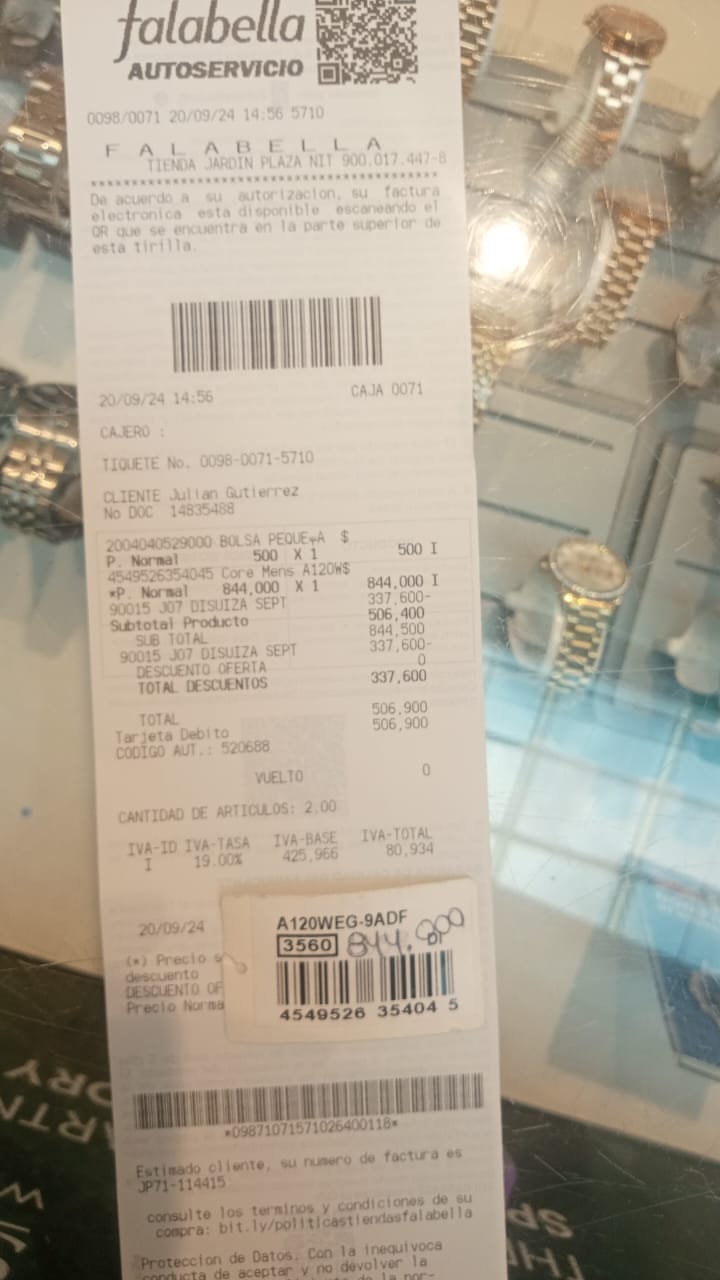 falabella
AUTOSERVICIO
0098/0071 20/09/24 14:56 5710
F A L A B E L L A
TIENDA JARDIN PLAZA NIT 900.017.447-8
De acuerdo a su autorizacion, su factura
electronica esta disponible escaneando el
QR que se encuentra en la parte superior de
esta tirilla.
20/09/24 14:56 CAJA 0071
CAJERO :
TIQUETE No. 0098-0071-5710
CLIENTE Julian Gutierrez
No DOC 14835488
2004040529000 BOLSA PEQUE┬A $
P. Normal 500 X 1 500 I
4549526354045 Core Mens A120W$
*P. Normal 844,000 X 1 844,000 I
90015 J07 DISUIZA SEPT 337,600-
Subtotal Producto 506,400
SUB TOTAL 844,500
90015 J07 DISUIZA SEPT 337,600-
DESCUENTO OFERTA 0
TOTAL DESCUENTOS 337,600
TOTAL 506,900
Tarjeta Debito 506,900
CODIGO AUT.: 520688
VUELTO 0
CANTIDAD DE ARTICULOS: 2.00
IVA-ID IVA-TASA IVA-BASE IVA-TOTAL
I 19.00% 425,966 80,934
20/09/24
(*) Precio s
descuento
DESCUENTO OF
Precio Norma
A120WEG-9ADF
3560 844.000
4549526 35404 5
*09871071571026400118*
Estimado cliente, su numero de factura es
JP71-114415
consulte los terminos y condiciones de su
compra: bit.ly/politicastiendasfalabella
Proteccion de Datos. Con la inequivoca
conducta de aceptar y no devolver la